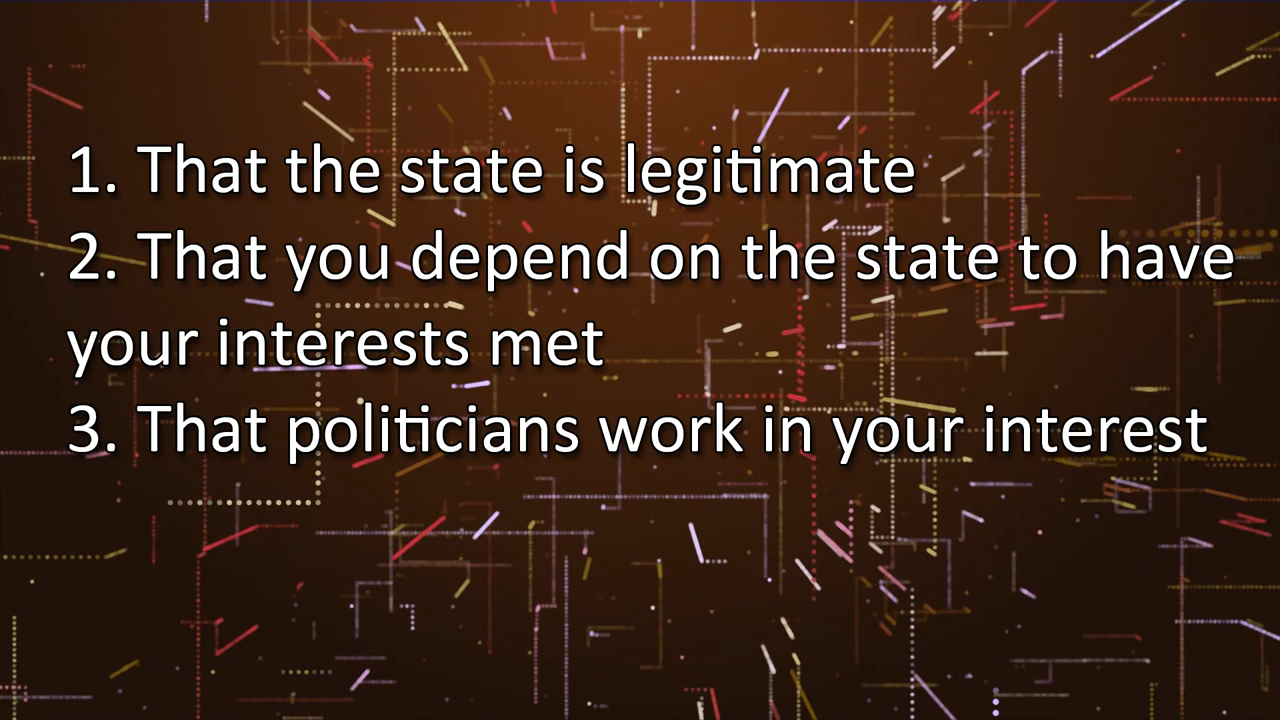 1. That the state is legitimate
2. That you depend on the state to have
your interests met
3. That politicians work in your interest